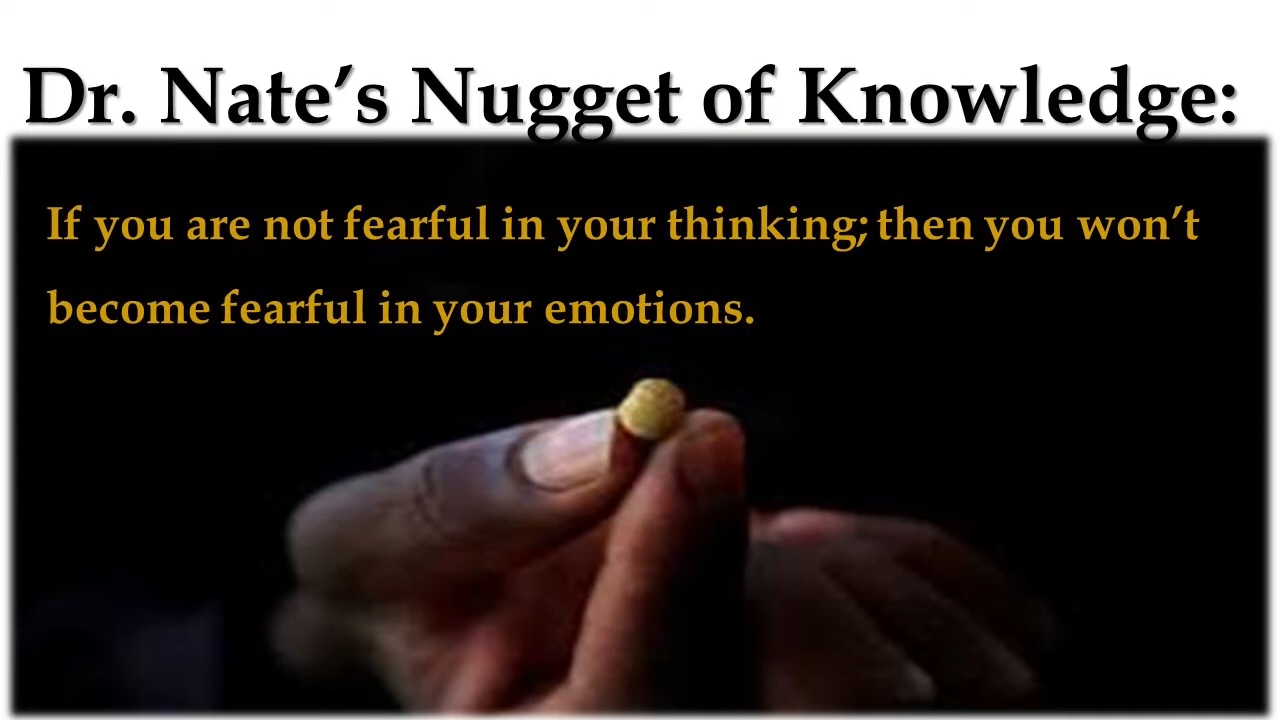 Dr. Nate’s Nugget of Knowledge:
If you are not fearful in your thinking; then you won’t
become fearful in your emotions.